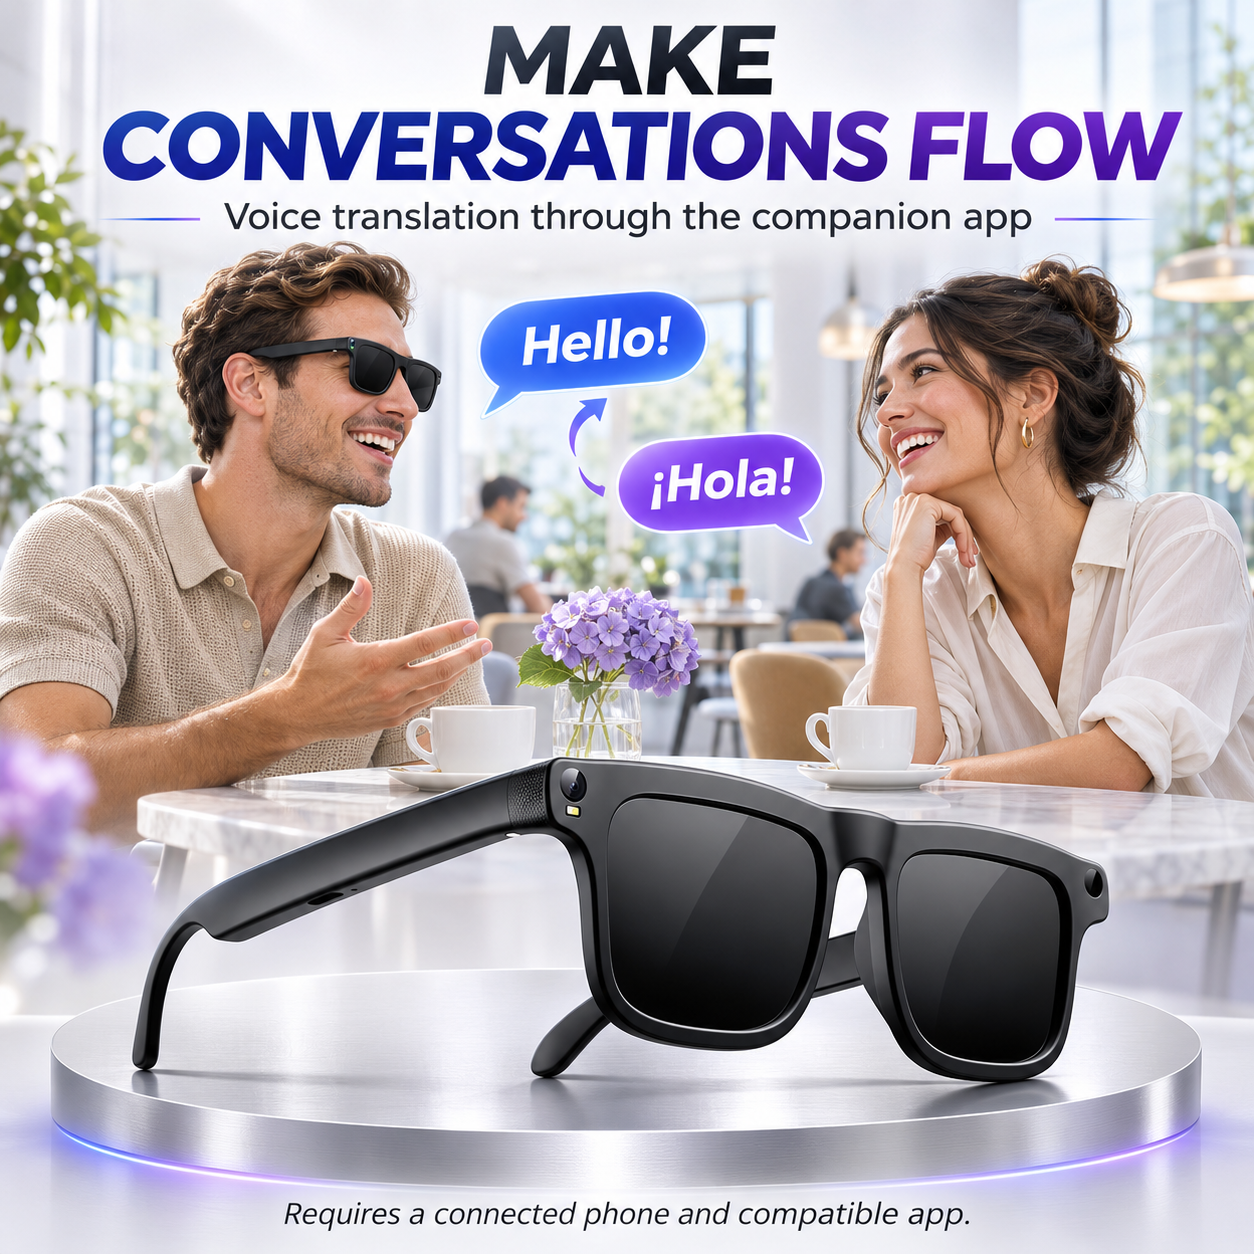 MAKE
CONVERSATIONS FLOW
Voice translation through the companion app
Hello!
¡Hola!
Requires a connected phone and compatible app.